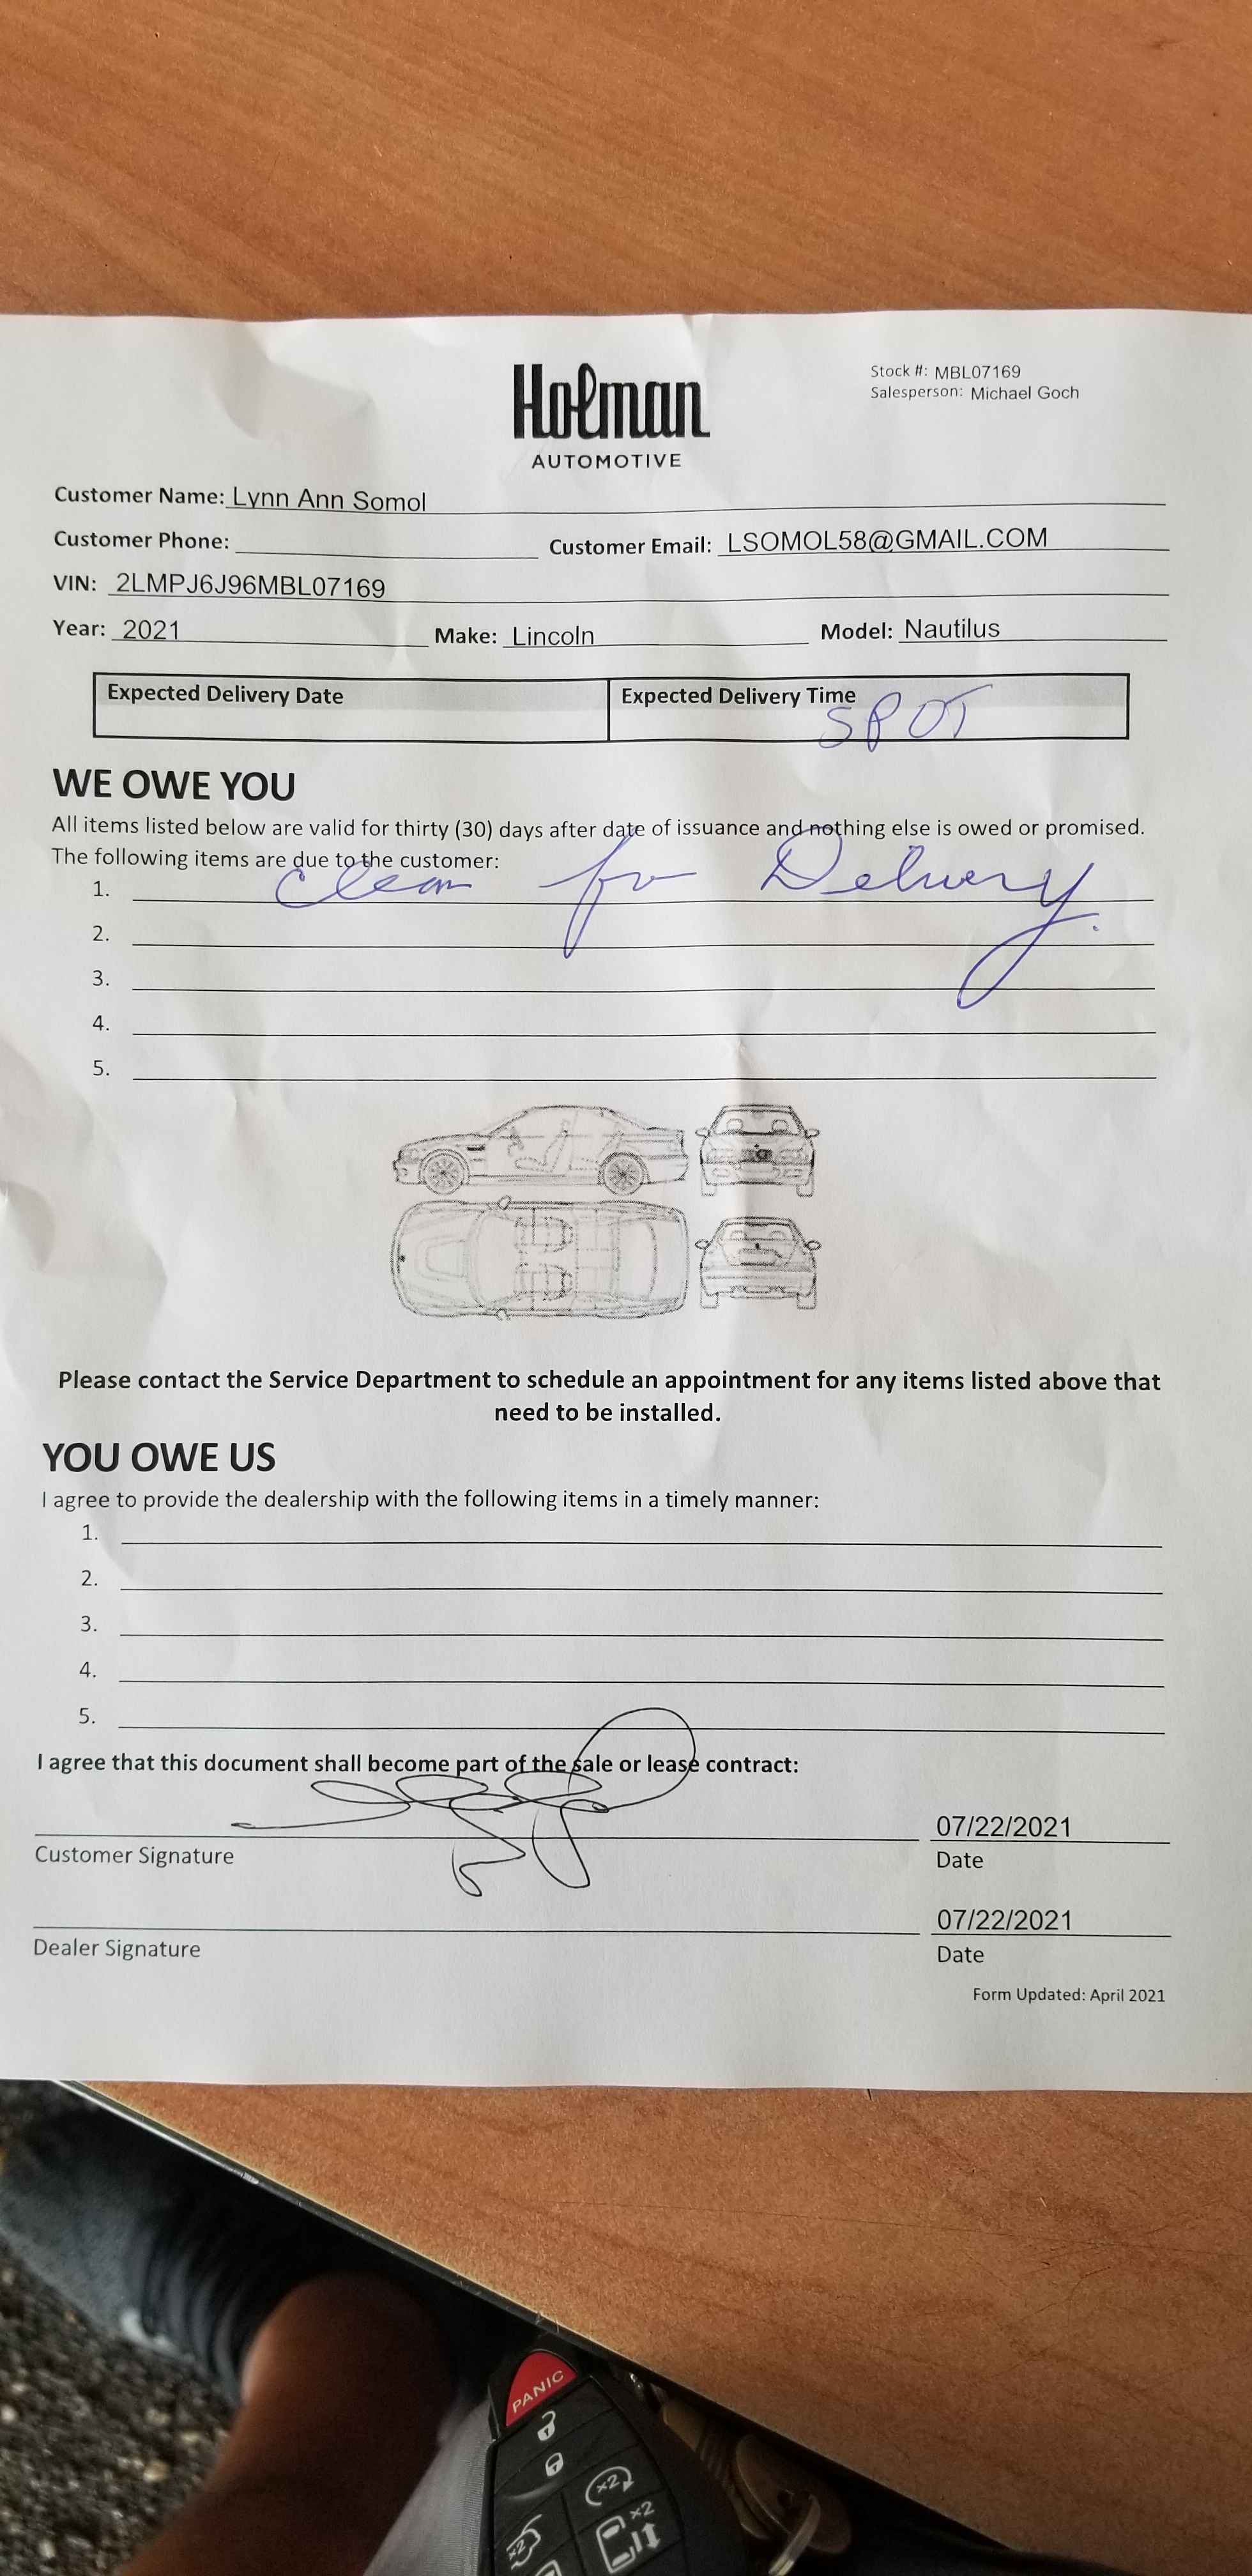 Holman
AUTOMOTIVE
Stock #: MBL07169
Salesperson: Michael Goch
Customer Name: Lynn Ann Somol
Customer Phone: Customer Email: LSOMOL58@GMAIL.COM
VIN: 2LMPJ6J96MBL07169
Year: 2021 Make: Lincoln Model: Nautilus
Expected Delivery Date Expected Delivery Time
SPOT
WE OWE YOU
All items listed below are valid for thirty (30) days after date of issuance and nothing else is owed or promised.
The following items are due to the customer:
1. Clean for Delivery.
2.
3.
4.
5.
Please contact the Service Department to schedule an appointment for any items listed above that
need to be installed.
YOU OWE US
I agree to provide the dealership with the following items in a timely manner:
1.
2.
3.
4.
5.
I agree that this document shall become part of the sale or lease contract:
07/22/2021
Customer Signature Date
07/22/2021
Dealer Signature Date
Form Updated: April 2021
PANIC
x2
x2
x2